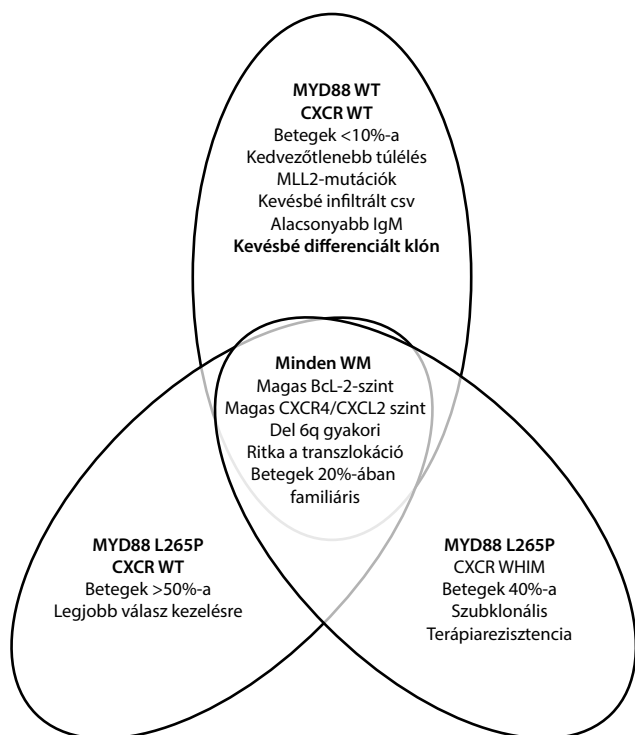 MYD88 WT
CXCR WT
Betegek <10%-a
Kedvezőtlenebb túlélés
MLL2-mutációk
Kevésbé infiltrált csv
Alacsonyabb IgM
Kevésbé differenciált klón
Minden WM
Magas BcL-2-szint
Magas CXCR4/CXCL2 szint
Del 6q gyakori
Ritka a transzlokáció
Betegek 20%-ában
familiáris
MYD88 L265P
CXCR WT
Betegek >50%-a
Legjobb válasz kezelésre
MYD88 L265P
CXCR WHIM
Betegek 40%-a
Szubklonális
Terápiarezisztencia